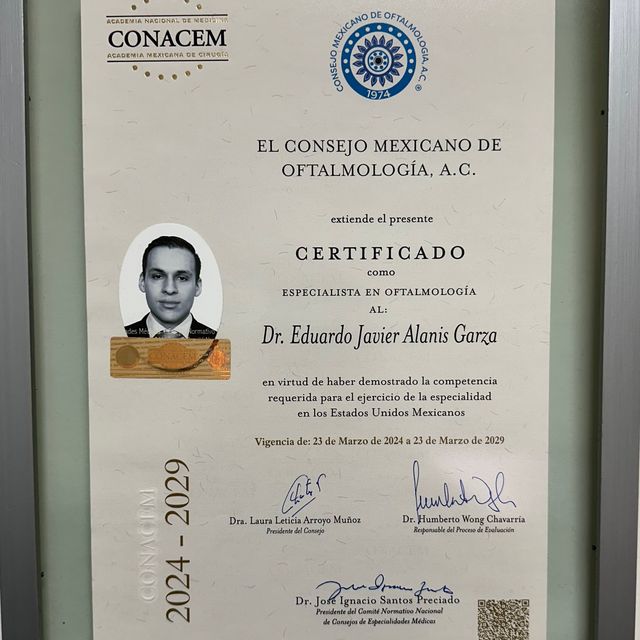 ACADEMIA NACIONAL DE MEDICINA
CONACEM
ACADEMIA MEXICANA DE CIRUGÍA
CONSEJO MEXICANO DE OFTALMOLOGIA, A.C.
1974
EL CONSEJO MEXICANO DE
OFTALMOLOGÍA, A.C.
extiende el presente
CERTIFICADO
como
ESPECIALISTA EN OFTALMOLOGÍA
AL:
Dr. Eduardo Javier Alanis Garza
Normativo
CONACEM
en virtud de haber demostrado la competencia
requerida para el ejercicio de la especialidad
en los Estados Unidos Mexicanos
Vigencia de: 23 de Marzo de 2024 a 23 de Marzo de 2029
CONACEM
2024 - 2029
Dra. Laura Leticia Arroyo Muñoz
Presidente del Consejo
Dr. Humberto Wong Chavarría
Responsable del Proceso de Evaluación
Dr. José Ignacio Santos Preciado
Presidente del Comité Normativo Nacional
de Consejos de Especialidades Médicas